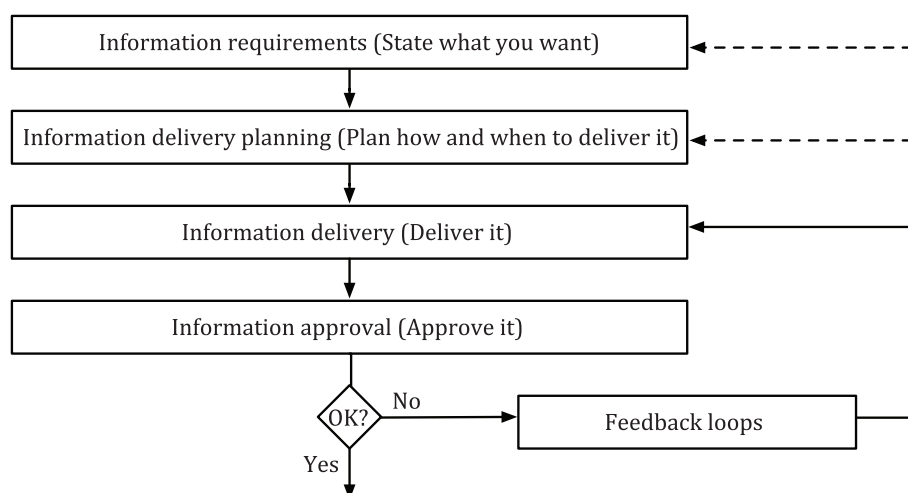 Information requirements (State what you want)
Information delivery planning (Plan how and when to deliver it)
Information delivery (Deliver it)
Information approval (Approve it)
OK?
No
Feedback loops
Yes